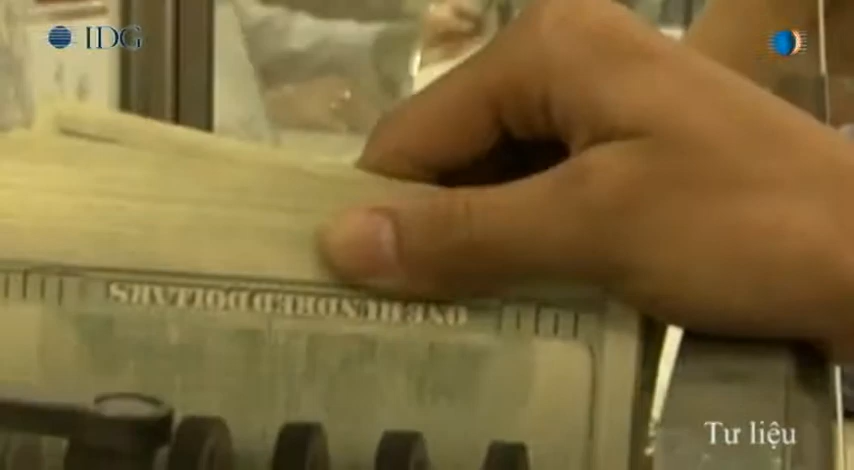 IDG
ONE HUNDRED DOLLARS
Tư liệu